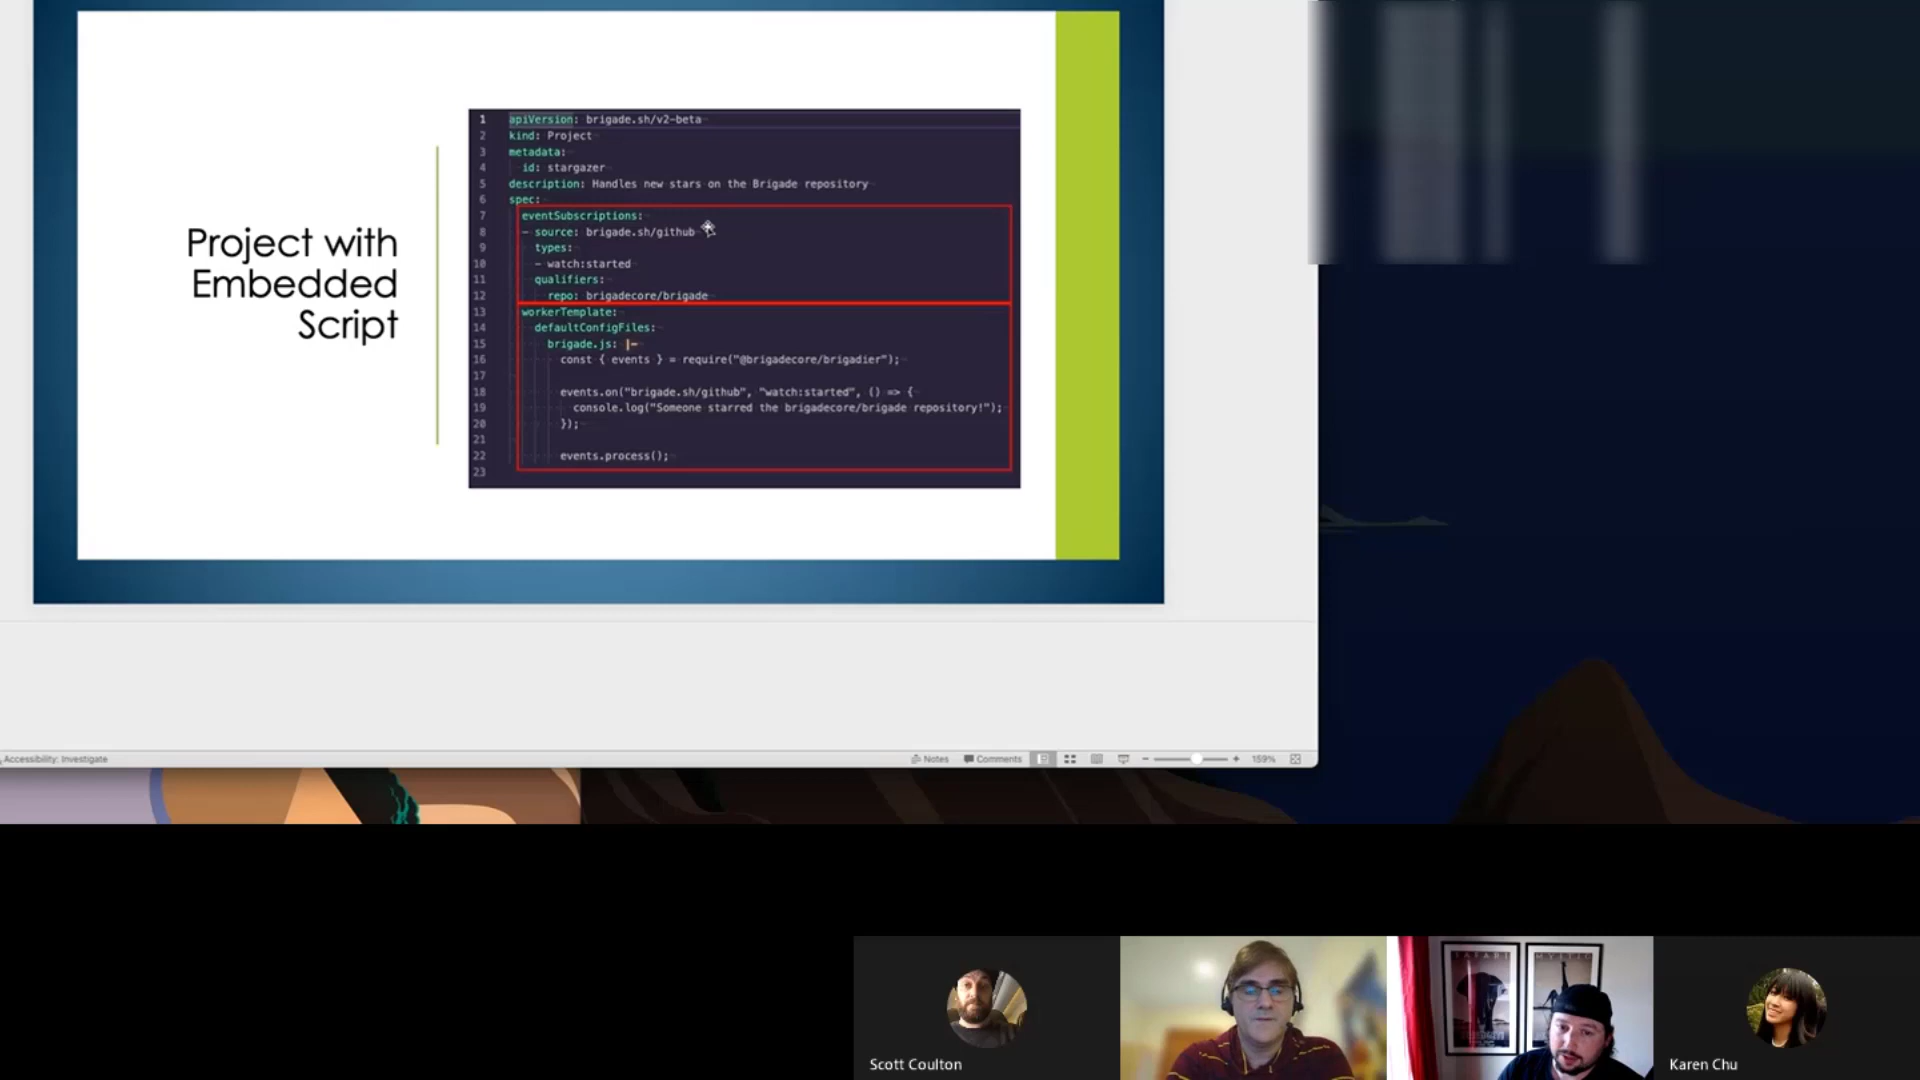 Project with
Embedded
Script
1 apiVersion: brigade.sh/v2-beta
2 kind: Project
3 metadata:
4 id: stargazer
5 description: Handles new stars on the Brigade repository
6 spec:
7 eventSubscriptions:
8 - source: brigade.sh/github
9 types:
10 - watch:started
11 qualifiers:
12 repo: brigadecore/brigade
13 workerTemplate:
14 defaultConfigFiles:
15 brigade.js: |-
16 const { events } = require("@brigadecore/brigadier");
17
18 events.on("brigade.sh/github", "watch:started", () => {
19 console.log("Someone starred the brigadecore/brigade repository!");
20 });
21
22 events.process();
23
Accessibility: Investigate
Notes
Comments
159%
Scott Coulton
Karen Chu